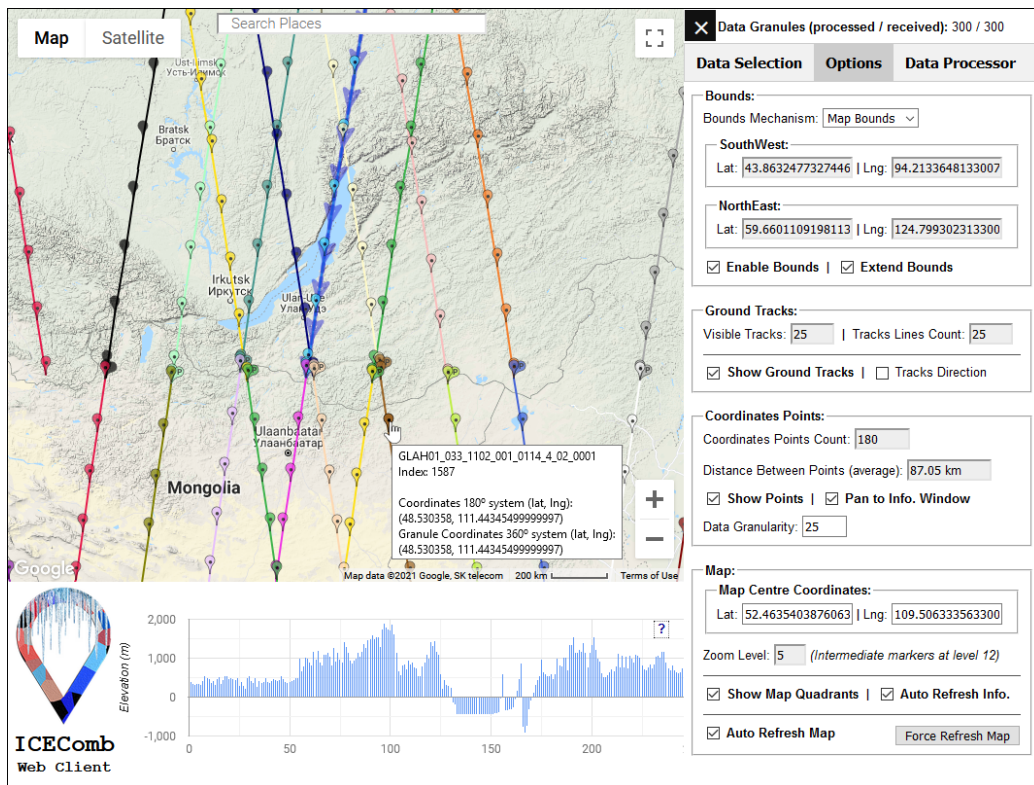 Map
Satellite
Search Places
Ust-Ilimsk
Усть-Илимск
Bratsk
Братск
Irkutsk
Иркутск
Ulan-Ude
Улан-Удэ
Ulaanbaatar
Улаанбаатар
Mongolia
GLAH01_033_1102_001_0114_4_02_0001
Index: 1587
Coordinates 180º system (lat, lng):
(48.530358, 111.44345499999997)
Granule Coordinates 360º system (lat, lng):
(48.530358, 111.44345499999997)
+
−
Google
Map data ©2021 Google, SK telecom
200 km
Terms of Use
ICEComb
Web Client
Elevation (m)
2,000
1,000
0
-1,000
0
50
100
150
200
?
X Data Granules (processed / received): 300 / 300
Data Selection
Options
Data Processor
Bounds:
Bounds Mechanism: Map Bounds
SouthWest:
Lat: 43.8632477327446 | Lng: 94.2133648133007
NorthEast:
Lat: 59.6601109198113 | Lng: 124.799302313300
Enable Bounds | Extend Bounds
Ground Tracks:
Visible Tracks: 25 | Tracks Lines Count: 25
Show Ground Tracks | Tracks Direction
Coordinates Points:
Coordinates Points Count: 180
Distance Between Points (average): 87.05 km
Show Points | Pan to Info. Window
Data Granularity: 25
Map:
Map Centre Coordinates:
Lat: 52.4635403876063 | Lng: 109.506333563300
Zoom Level: 5 (Intermediate markers at level 12)
Show Map Quadrants | Auto Refresh Info.
Auto Refresh Map
Force Refresh Map